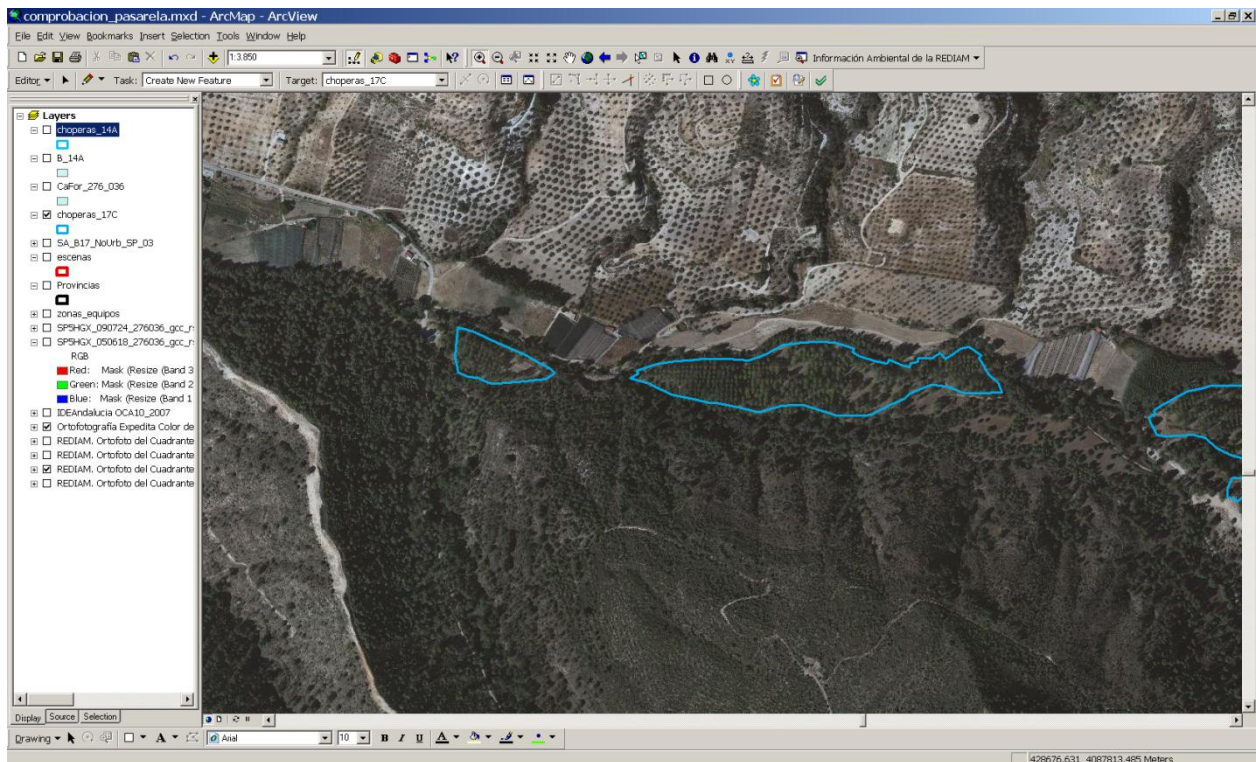 comprobacion_pasarela.mxd - ArcMap - ArcView
File Edit View Bookmarks Insert Selection Tools Window Help
1:3.850 Información Ambiental de la REDIAM
Editor Task: Create New Feature Target: choperas_17C
Layers
choperas_14A
B_14A
CaFor_276_036
choperas_17C
SA_B17_NoUrb_SP_03
escenas
Provincias
zonas_equipos
SP5HGX_090724_276036_gcc_r
SP5HGX_050618_276036_gcc_r
RGB
Red: Mask (Resize (Band 3
Green: Mask (Resize (Band 2
Blue: Mask (Resize (Band 1
IDEAndalucia OCA10_2007
Ortofotografía Expedita Color de
REDIAM. Ortofoto del Cuadrante
REDIAM. Ortofoto del Cuadrante
REDIAM. Ortofoto del Cuadrante
REDIAM. Ortofoto del Cuadrante
Display Source Selection
Drawing A Arial 10 B I U A
428676,631 4087813,485 Meters